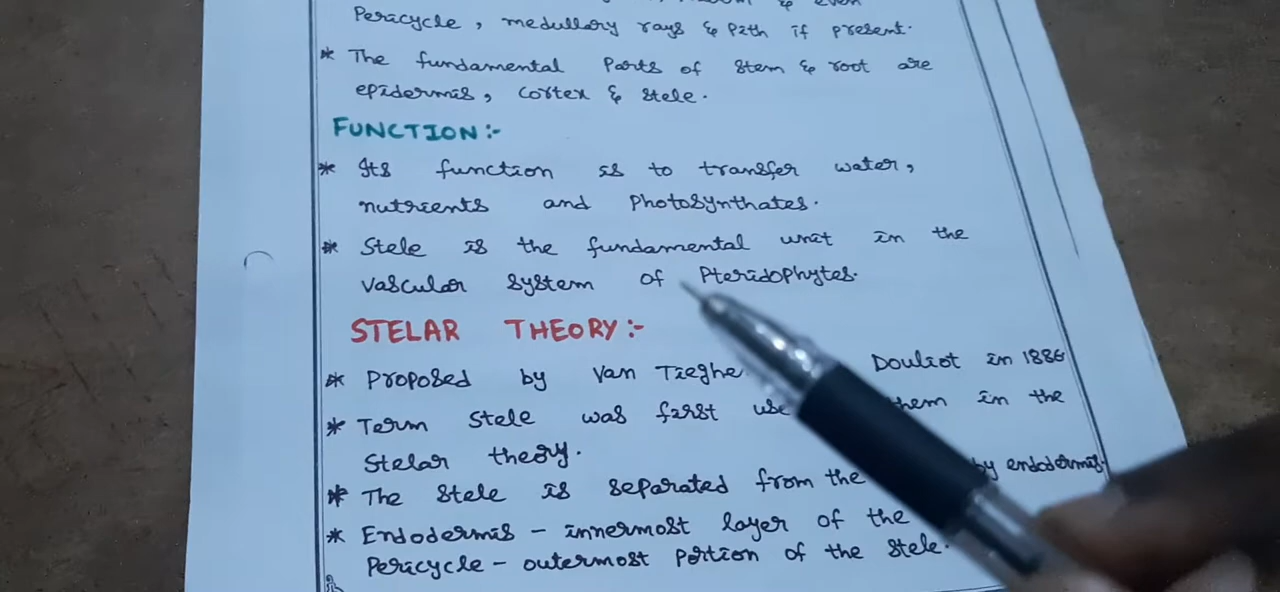 Pericycle, medullory rays & Pith if present.
* The fundamental Parts of stem & root are
epidermis, cortex & stele.
FUNCTION:-
* Its function is to transfer water,
nutrients and Photosynthates.
* Stele is the fundamental unit in the
vascular system of Pteridophytes.
STELAR THEORY:-
* Proposed by Van Tieghe Douliot in 1886
* Term stele was first use them in the
Stelar theory.
* The stele is separated from the by endodermis.
* Endodermis - innermost layer of the
Pericycle - outermost portion of the stele.